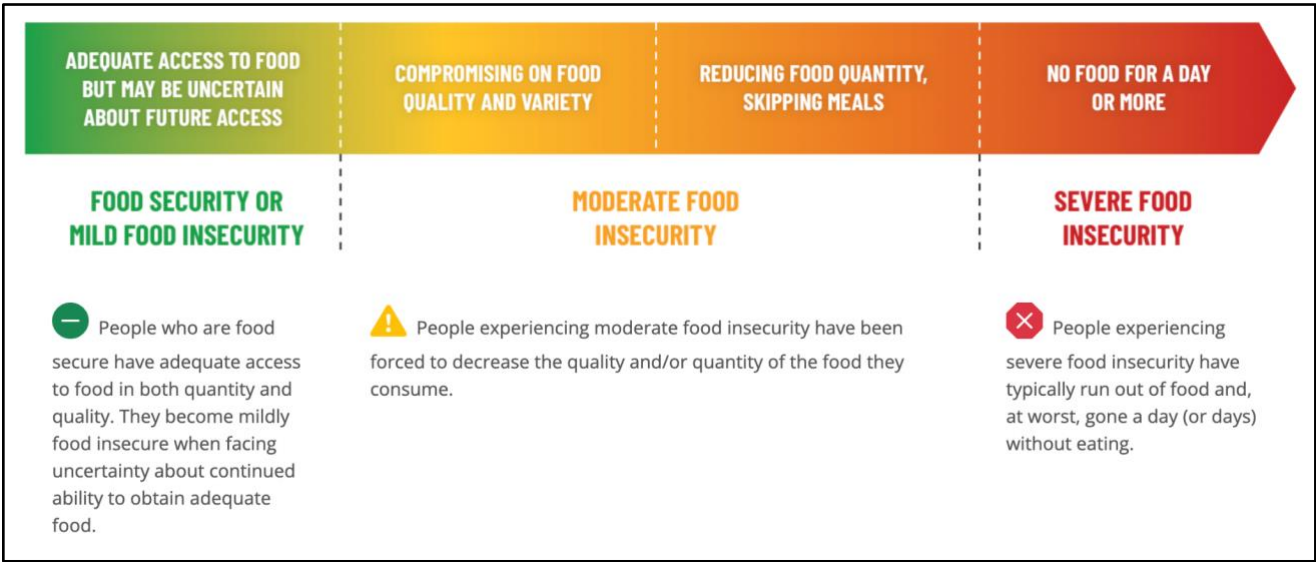 ADEQUATE ACCESS TO FOOD
BUT MAY BE UNCERTAIN
ABOUT FUTURE ACCESS
COMPROMISING ON FOOD
QUALITY AND VARIETY
REDUCING FOOD QUANTITY,
SKIPPING MEALS
NO FOOD FOR A DAY
OR MORE
FOOD SECURITY OR
MILD FOOD INSECURITY
MODERATE FOOD
INSECURITY
SEVERE FOOD
INSECURITY
People who are food
secure have adequate access
to food in both quantity and
quality. They become mildly
food insecure when facing
uncertainty about continued
ability to obtain adequate
food.
People experiencing moderate food insecurity have been
forced to decrease the quality and/or quantity of the food they
consume.
People experiencing
severe food insecurity have
typically run out of food and,
at worst, gone a day (or days)
without eating.